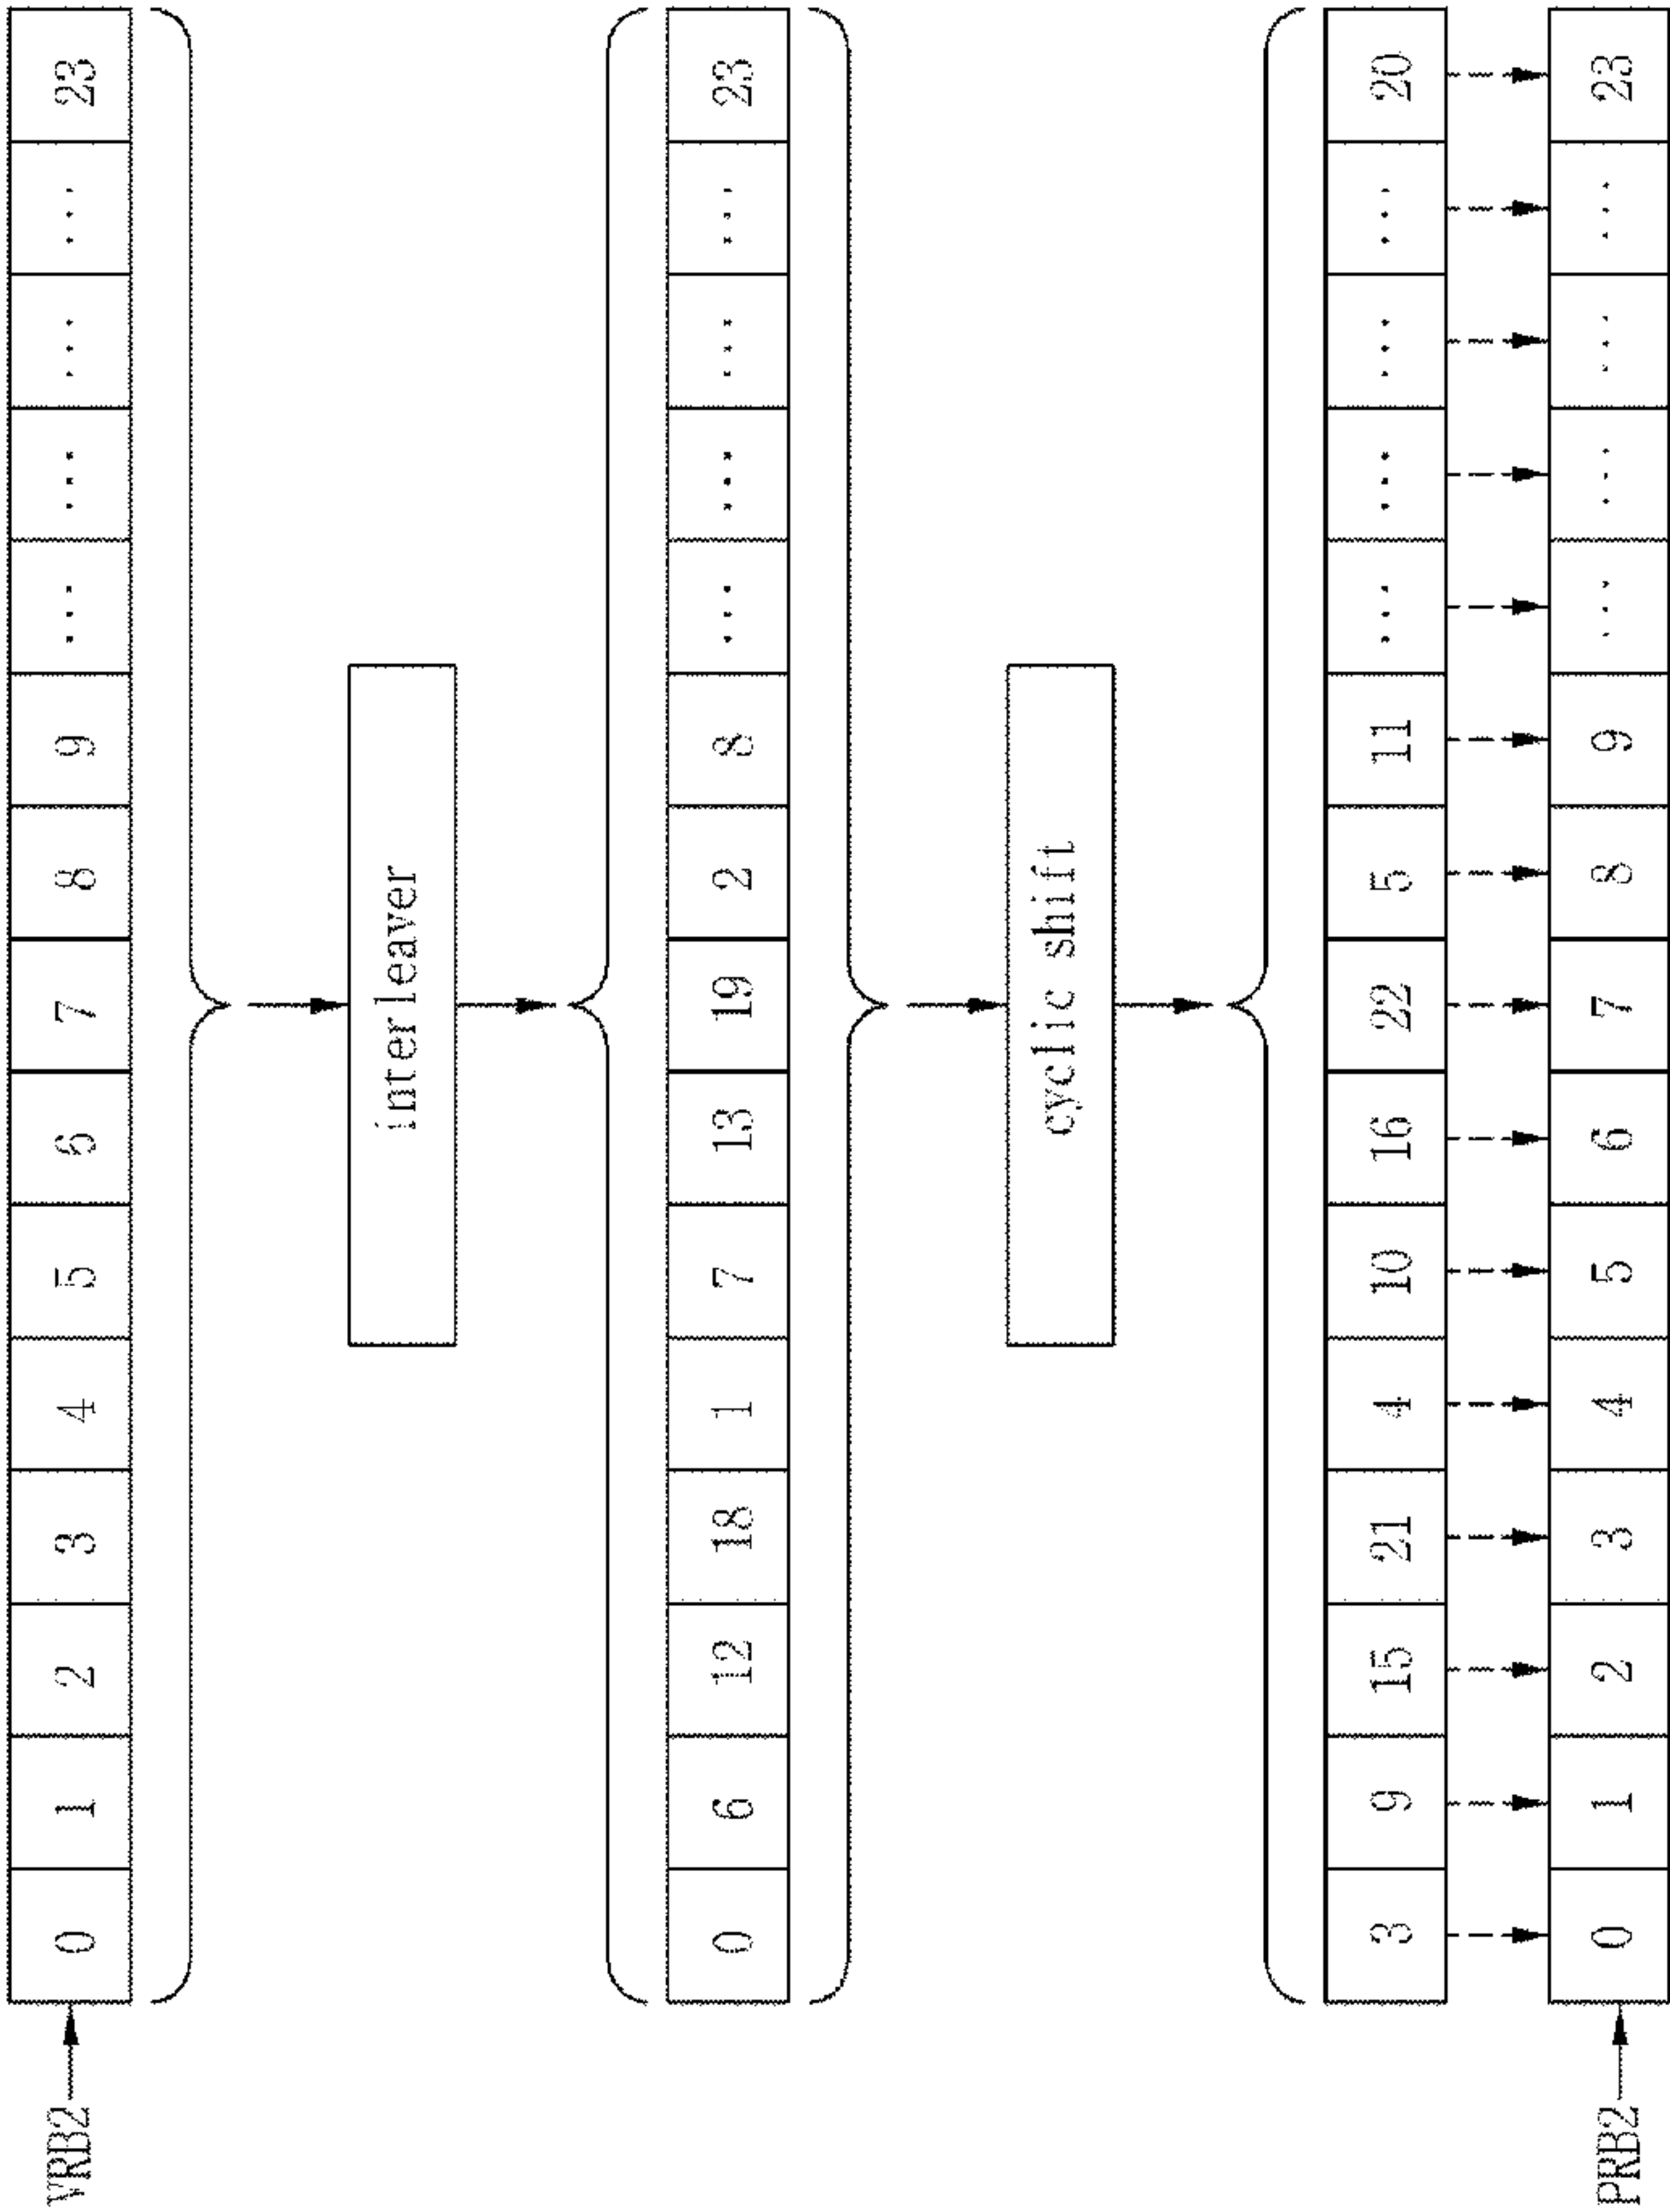 VRB2 0 1 2 3 4 5 6 7 8 9 ... ... ... ... 23
interleaver
0 6 12 18 1 7 13 19 2 8 ... ... ... ... 23
cyclic shift
3 9 15 21 4 10 16 22 5 11 ... ... ... ... 20
PRB2 0 1 2 3 4 5 6 7 8 9 ... ... ... ... 23